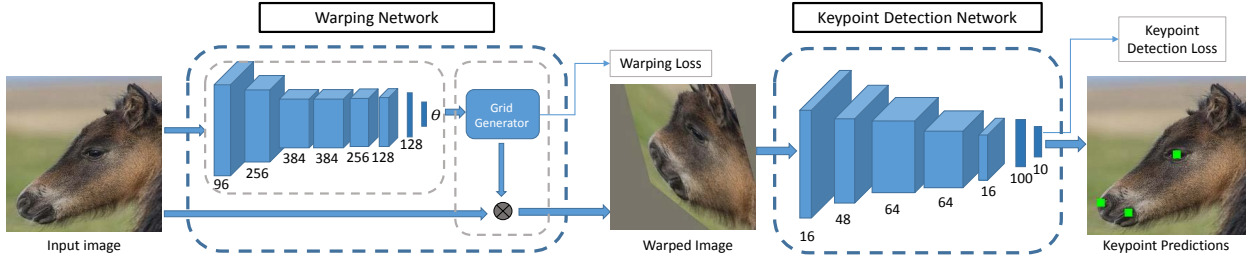 Warping Network
Keypoint Detection Network
Keypoint
Detection Loss
Warping Loss
Grid
Generator
θ
96
256
384
384
256
128
128
16
48
64
64
16
100
10
Input image
Warped Image
Keypoint Predictions